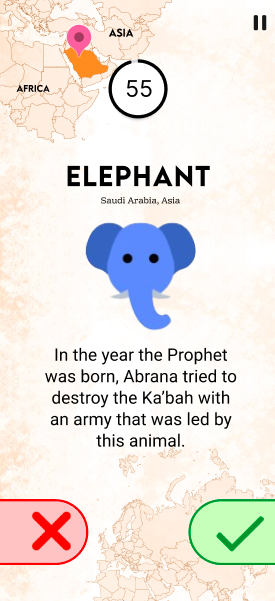 ASIA
AFRICA
55
ELEPHANT
Saudi Arabia, Asia
In the year the Prophet
was born, Abrana tried to
destroy the Ka’bah with
an army that was led by
this animal.